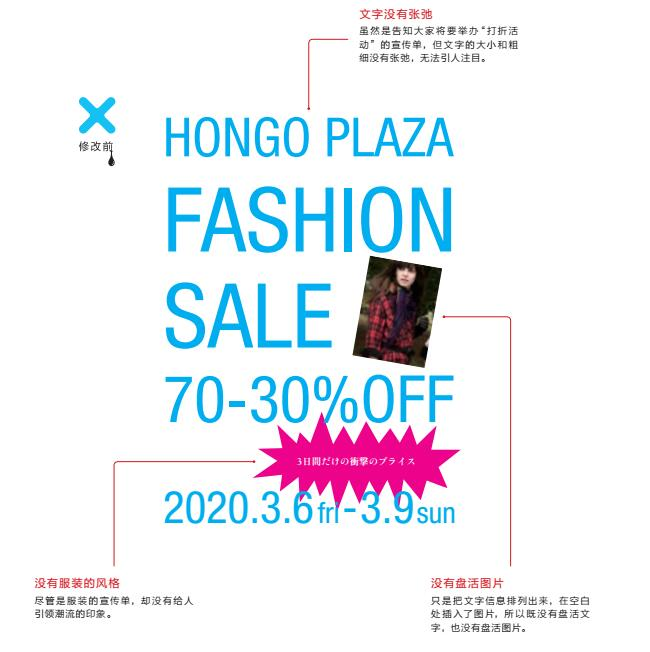 文字没有张弛
虽然是告知大家将要举办“打折活
动”的宣传单，但文字的大小和粗
细没有张弛，无法引人注目。
修改前
HONGO PLAZA
FASHION
SALE
70-30%OFF
3日間だけの衝撃のプライス
2020.3.6 fri - 3.9 sun
没有服装的风格
尽管是服装的宣传单，却没有给人
引领潮流的印象。
没有盘活图片
只是把文字信息排列出来，在空白
处插入了图片，所以既没有盘活文
字，也没有盘活图片。